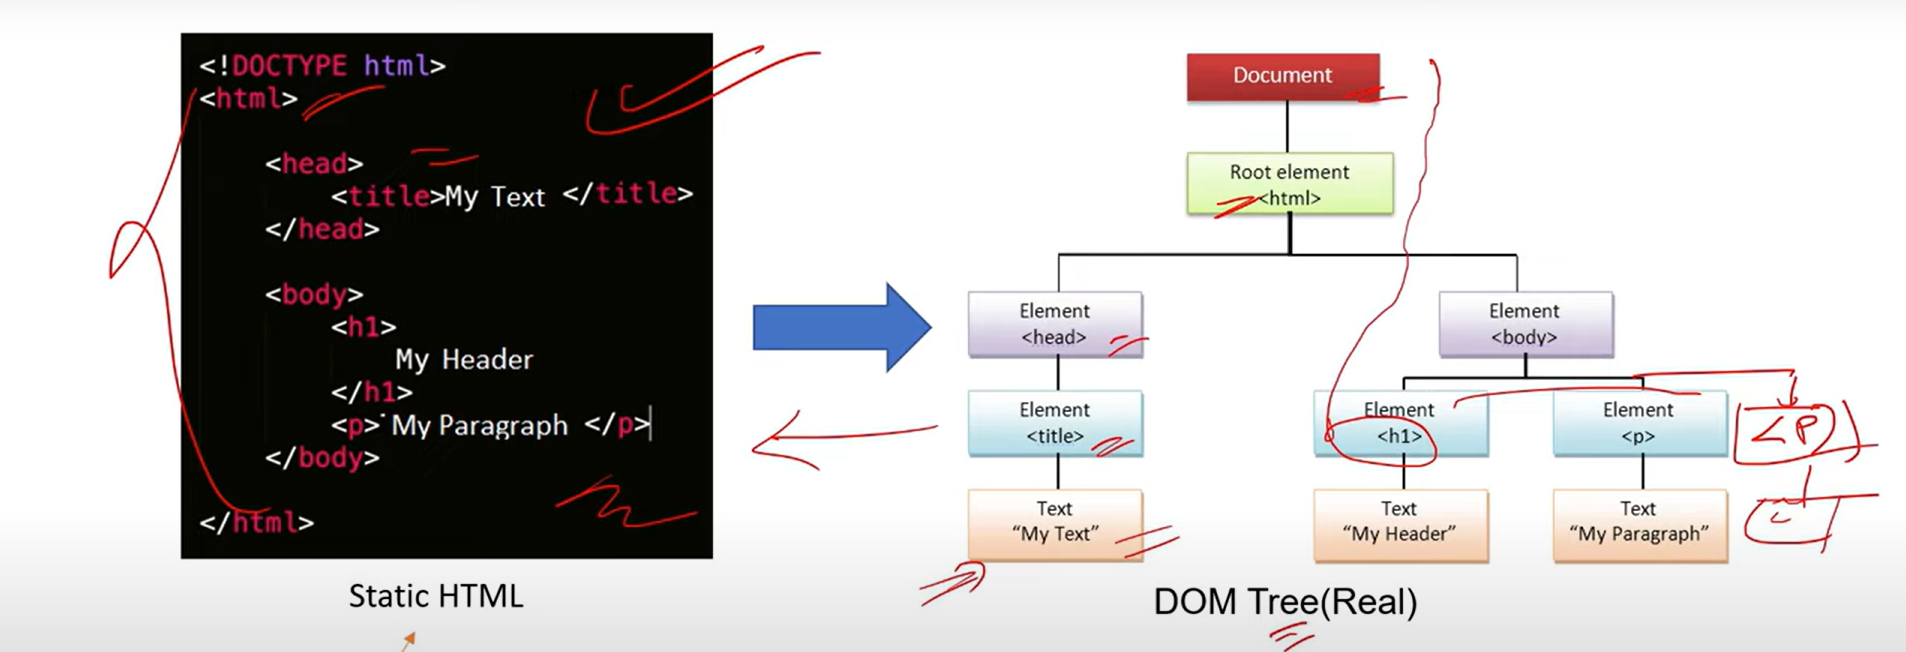 <!DOCTYPE html>
<html>
<head>
<title>My Text </title>
</head>
<body>
<h1>
My Header
</h1>
<p> My Paragraph </p>
</body>
</html>
Static HTML
Document
Root element
<html>
Element
<head>
Element
<body>
Element
<title>
Element
<h1>
Element
<p>
<P>
Text
“My Text”
Text
“My Header”
Text
“My Paragraph”
DOM Tree(Real)